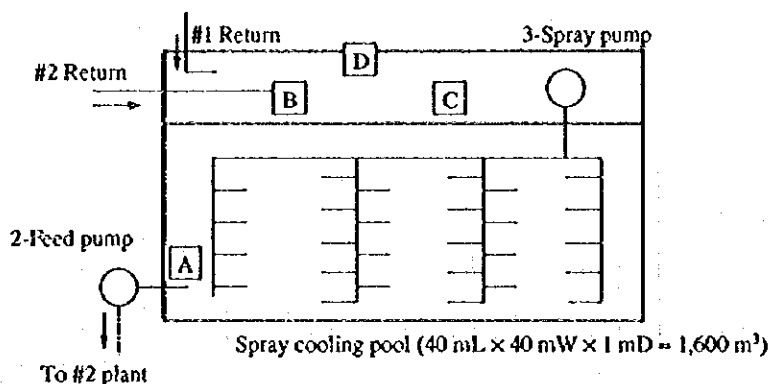 #1 Return
3-Spray pump
D
#2 Return
B
C
2-Feed pump
A
Spray cooling pool (40 mL × 40 mW × 1 mD = 1,600 m³)
To #2 plant